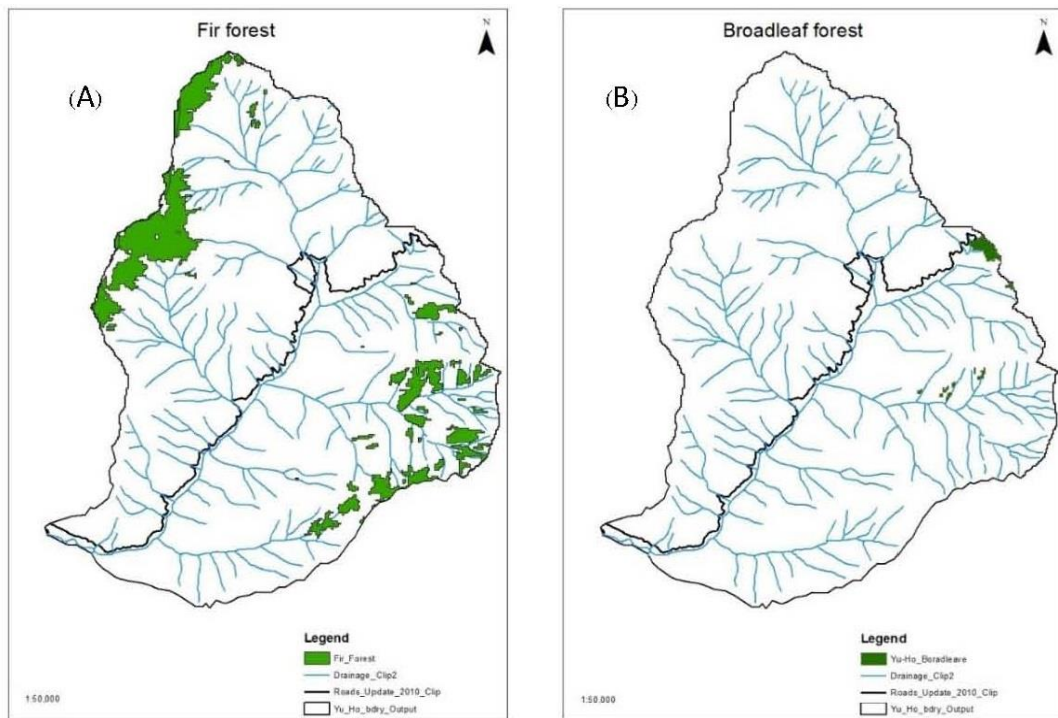 Fir forest
N
(A)
Legend
Fir_Forest
Drainage_Clip2
Roads_Update_2010_Clip
Yu_Ho_bdry_Output
1:50,000
Broadleaf forest
N
(B)
Legend
Yu-Ho_Boradleave
Drainage_Clip2
Roads_Update_2010_Clip
Yu_Ho_bdry_Output
1:50,000